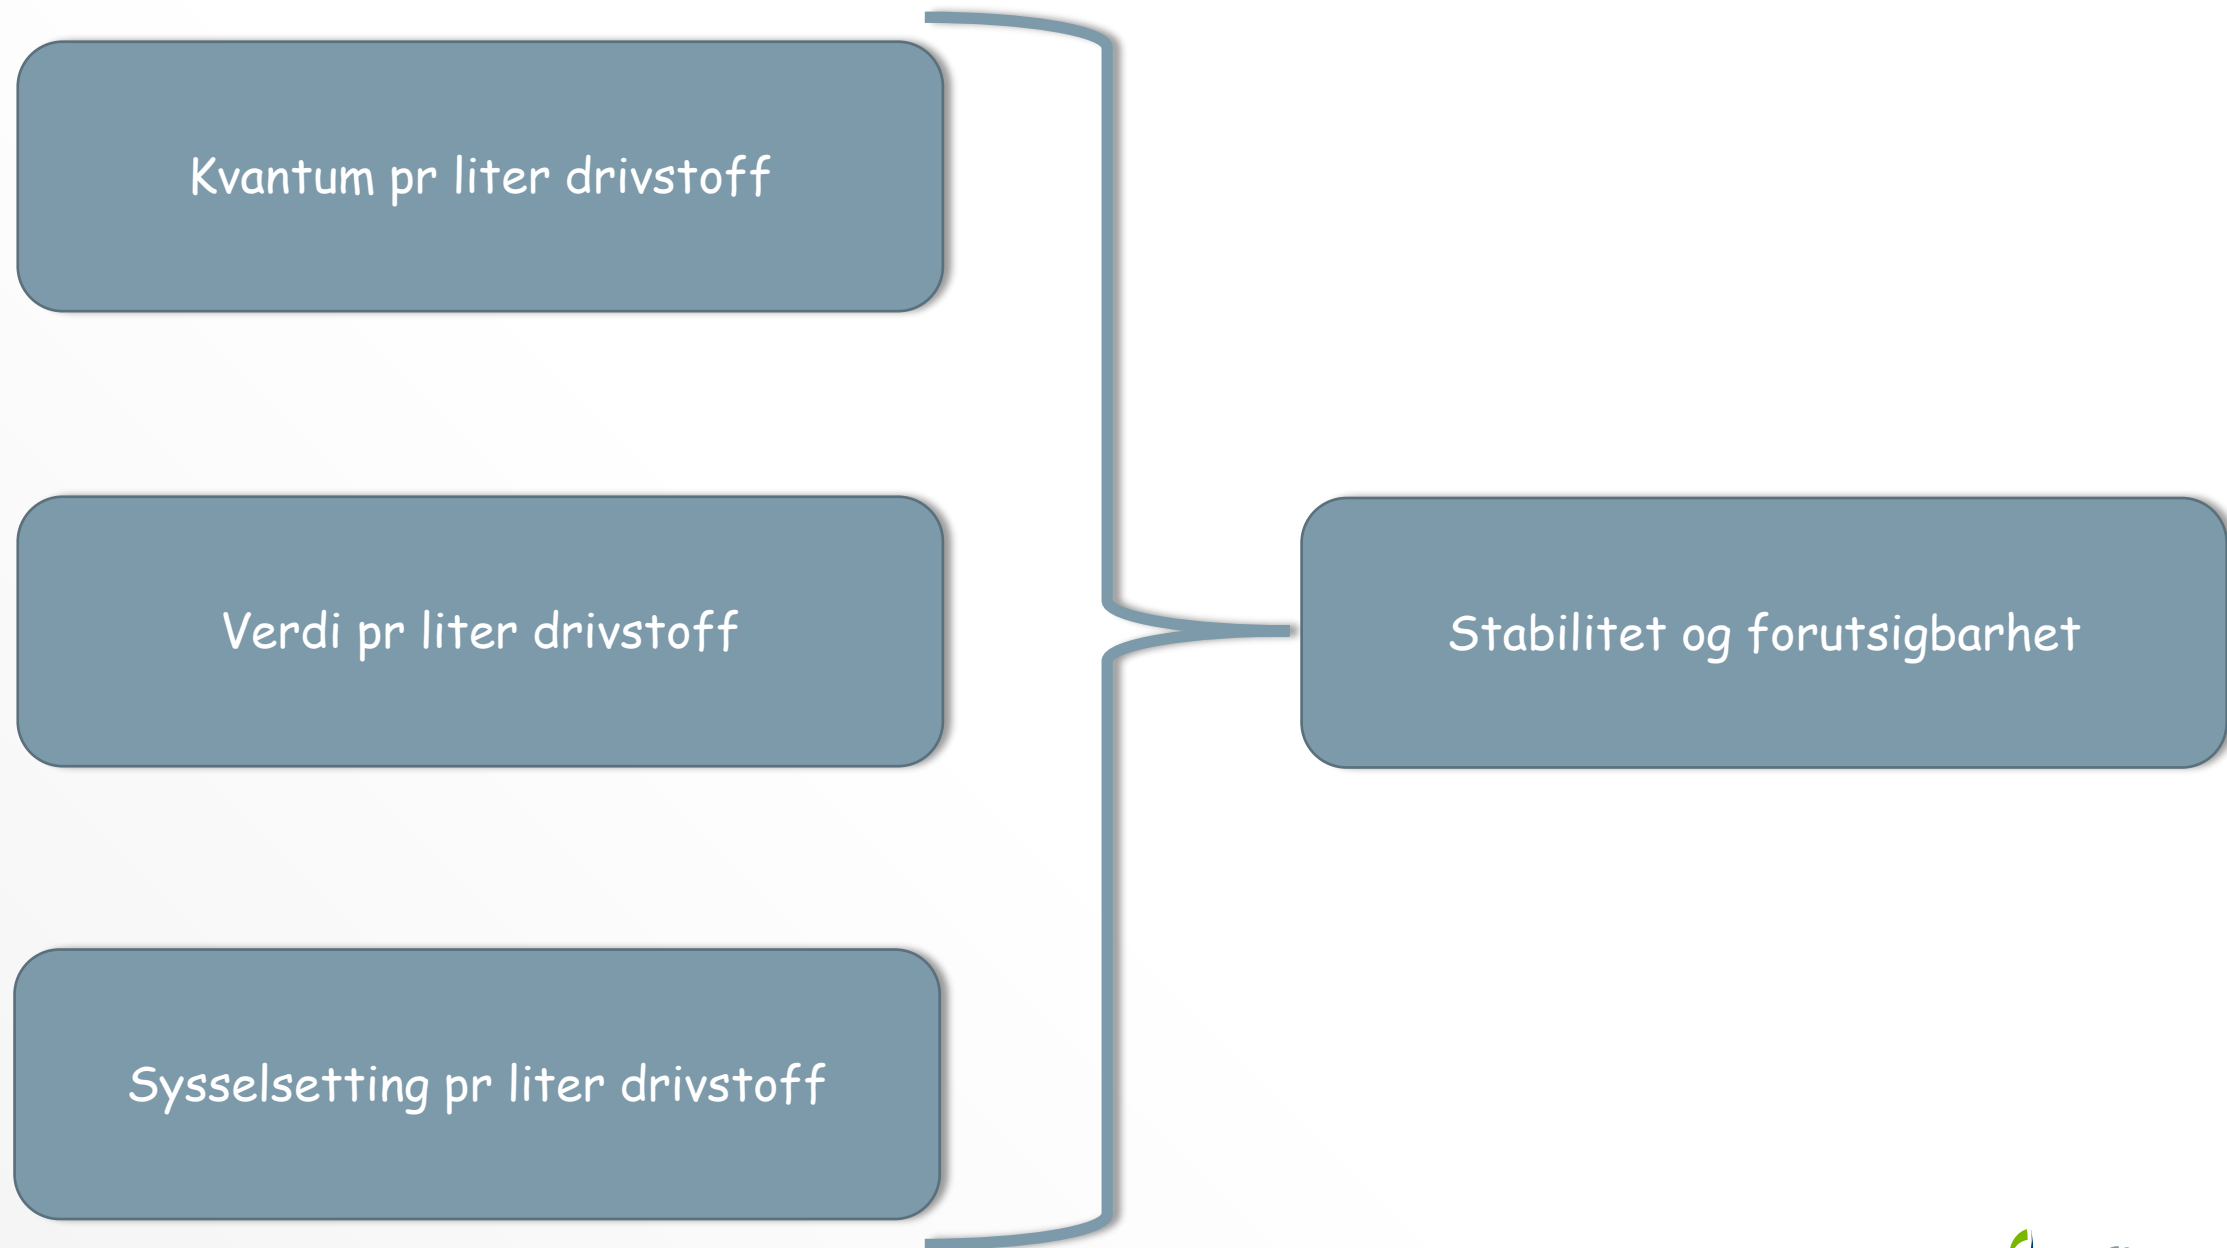 Kvantum pr liter drivstoff
Verdi pr liter drivstoff
Stabilitet og forutsigbarhet
Sysselsetting pr liter drivstoff